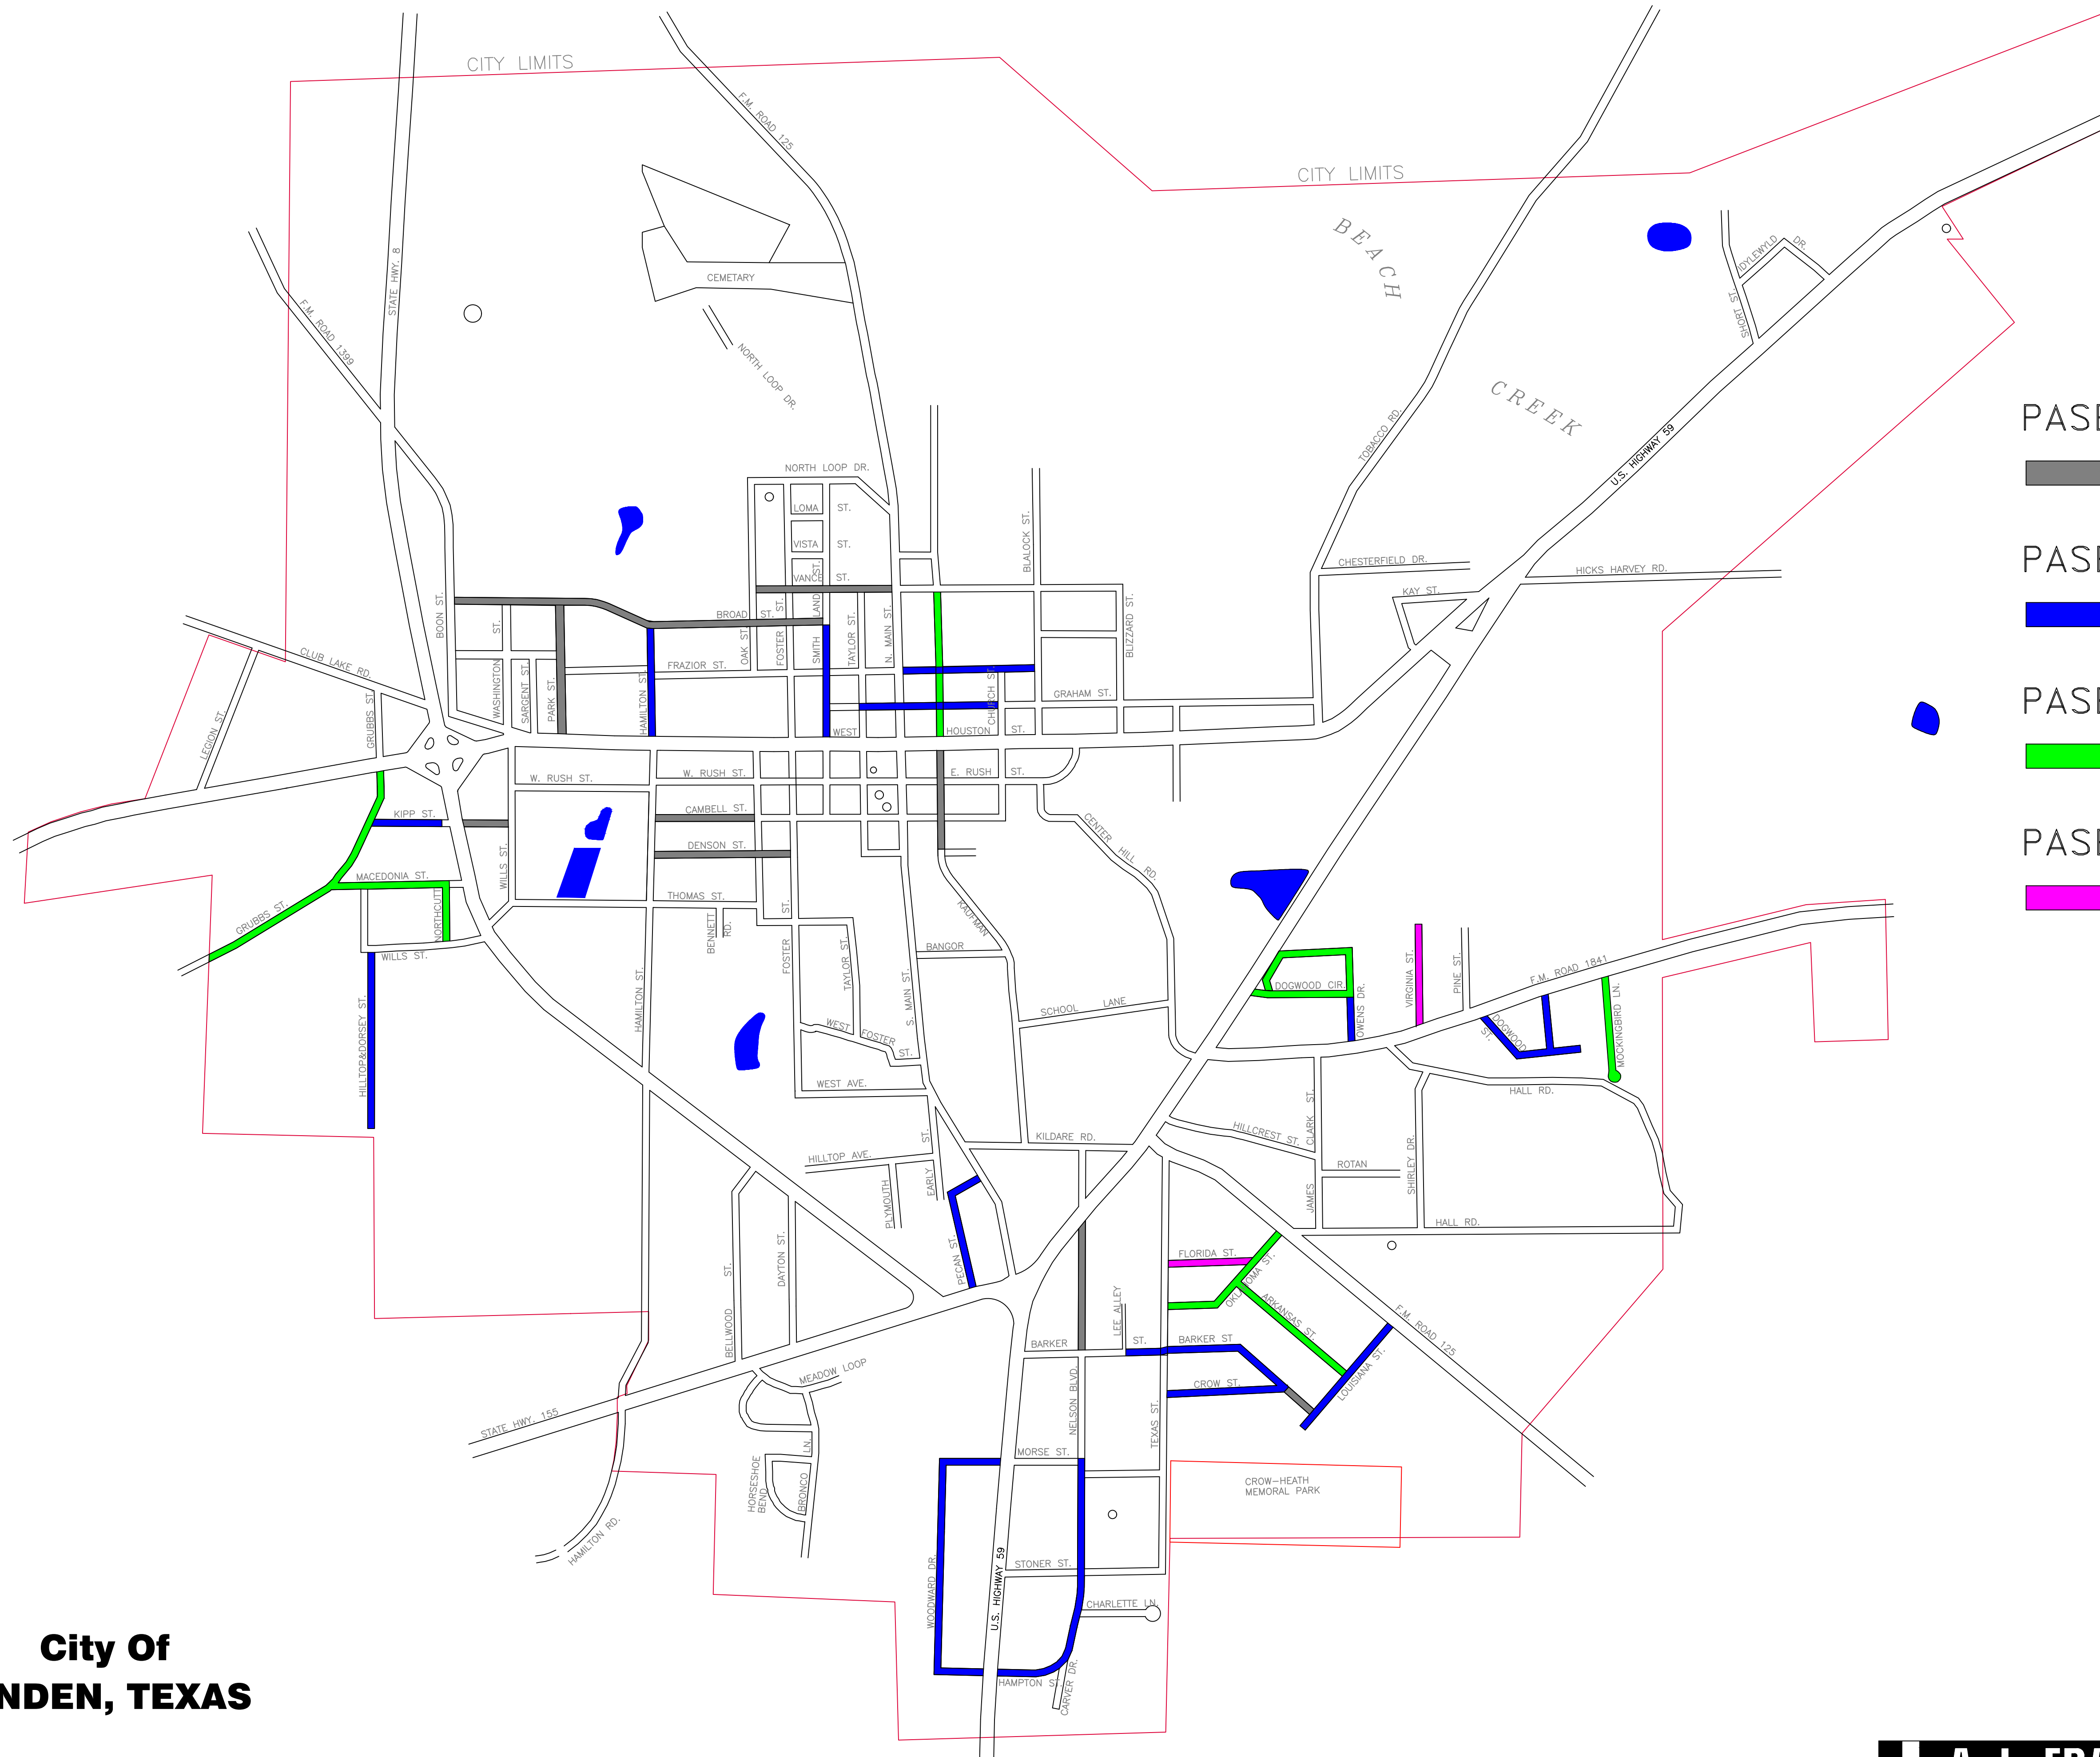 CITY LIMITS
F.M. ROAD 125
CITY LIMITS
BEACH
CREEK
STATE HWY. 8
CEMETARY
NORTH LOOP DR.
F.M. ROAD 1399
IDYLEWYLD DR.
SHORT ST.
TOBACCO RD.
U.S. HIGHWAY 59
NORTH LOOP DR.
LOMA ST.
VISTA ST.
VANCE ST.
BROAD ST.
BLALOCK ST.
CHESTERFIELD DR.
HICKS HARVEY RD.
KAY ST.
BOON ST.
CLUB LAKE RD.
LEGION ST.
GRUBBS ST.
WASHINGTON ST.
SARGENT ST.
PARK ST.
HAMILTON ST.
FRAZIOR ST.
OAK ST.
FOSTER ST.
SMITH LAND ST.
TAYLOR ST.
N. MAIN ST.
CHURCH ST.
BLIZZARD ST.
GRAHAM ST.
WEST HOUSTON ST.
W. RUSH ST.
W. RUSH ST.
E. RUSH ST.
CAMBELL ST.
DENSON ST.
THOMAS ST.
KIPP ST.
WILLS ST.
MACEDONIA ST.
GRUBBS ST.
NORTHCUTT
WILLS ST.
HILLTOP&DORSEY ST.
BENNETT RD.
FOSTER ST.
TAYLOR ST.
S. MAIN ST.
KAUFMAN
BANGOR
CENTER HILL RD.
SCHOOL LANE
HAMILTON ST.
WEST FOSTER ST.
WEST AVE.
DOGWOOD CIR.
OWENS DR.
VIRGINIA ST.
PINE ST.
F.M. ROAD 1841
DOGWOOD ST.
MOCKINGBIRD LN.
HALL RD.
KILDARE RD.
HILLCREST ST.
JAMES CLARK ST.
ROTAN
SHIRLEY DR.
HALL RD.
HILLTOP AVE.
PLYMOUTH
EARLY ST.
PECAN ST.
BELLWOOD ST.
DAYTON ST.
FLORIDA ST.
OKLAHOMA ST.
ARKANSAS ST.
LOUISIANA ST.
F.M. ROAD 125
LEE ALLEY
BARKER ST.
BARKER ST
CROW ST.
NELSON BLVD.
TEXAS ST.
STATE HWY. 155
MEADOW LOOP
HORSESHOE
BEND
BRONCO LN.
HAMILTON RD.
MORSE ST.
CROW-HEATH
MEMORAL PARK
WOODWARD DR.
U.S. HIGHWAY 59
STONER ST.
CHARLETTE LN.
HAMPTON ST.
CARVER DR.
City Of
NDEN, TEXAS